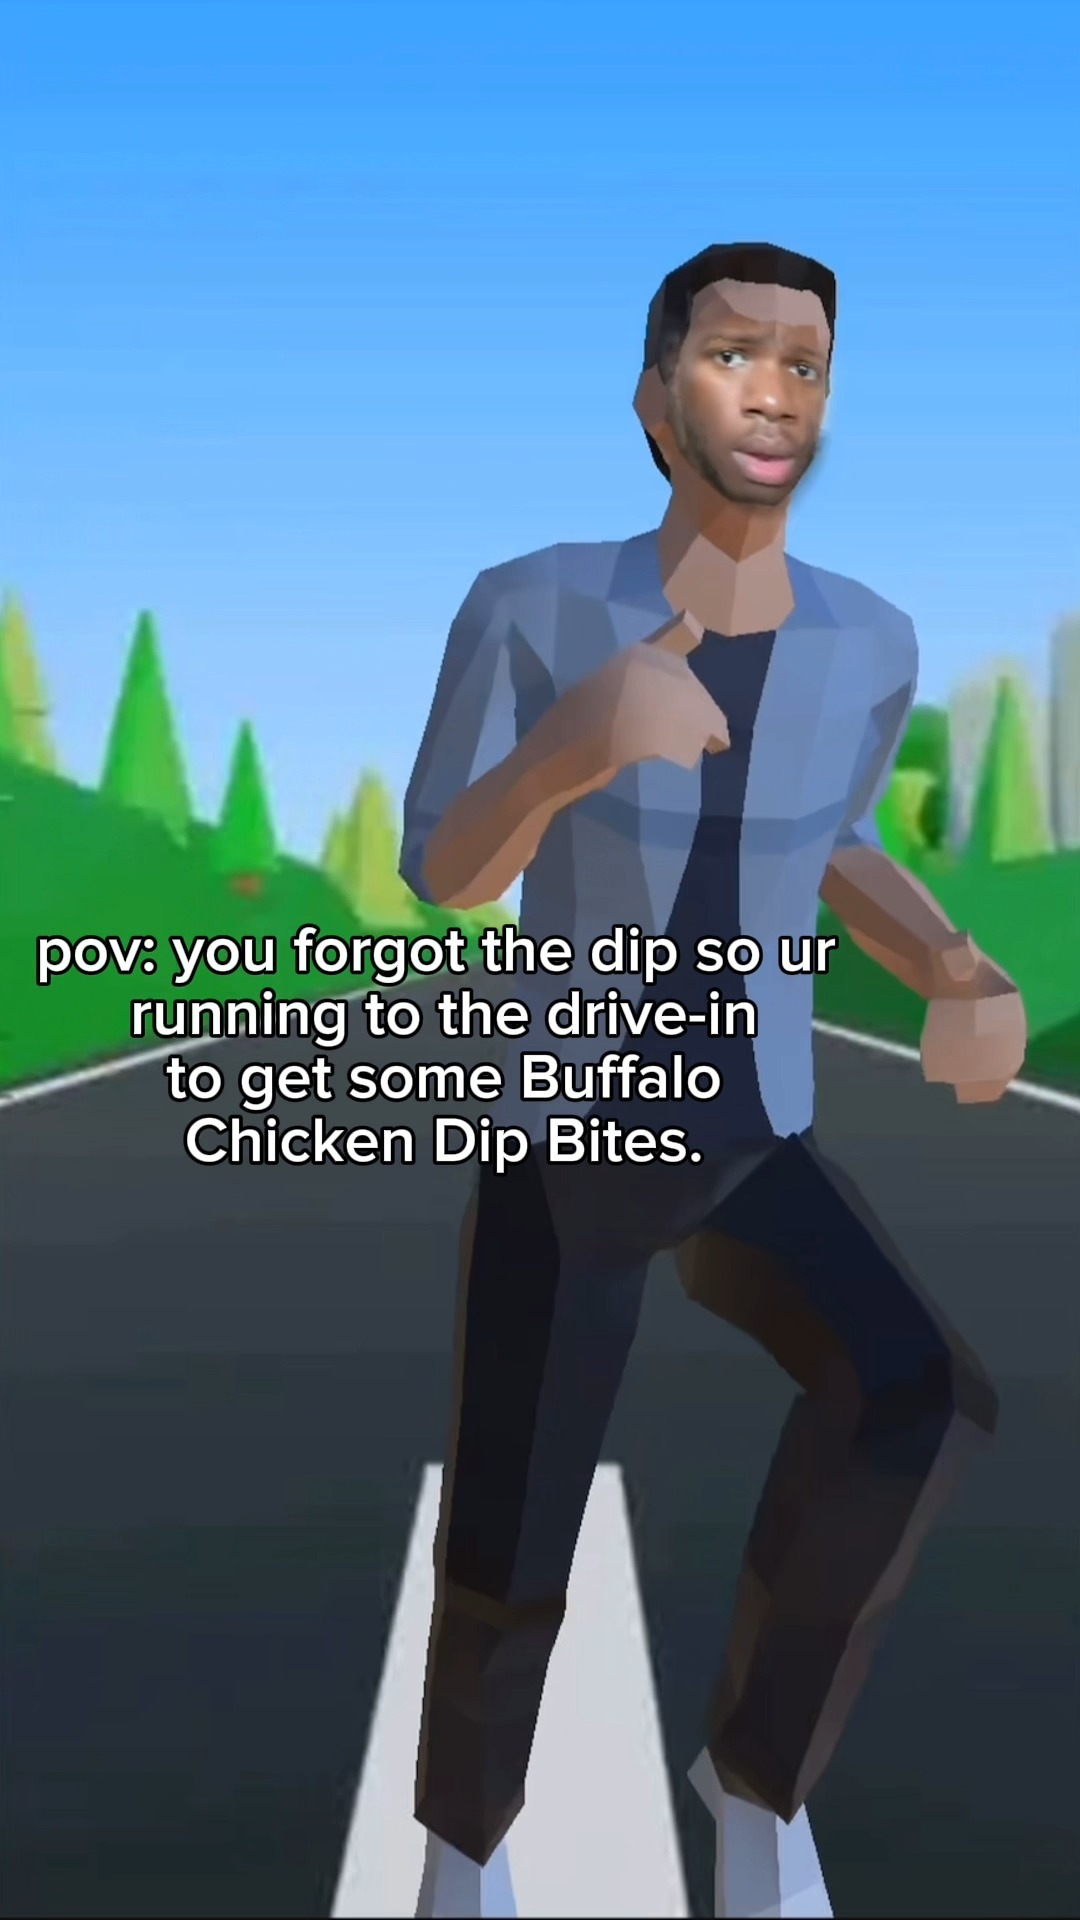 pov: you forgot the dip so ur
running to the drive-in
to get some Buffalo
Chicken Dip Bites.